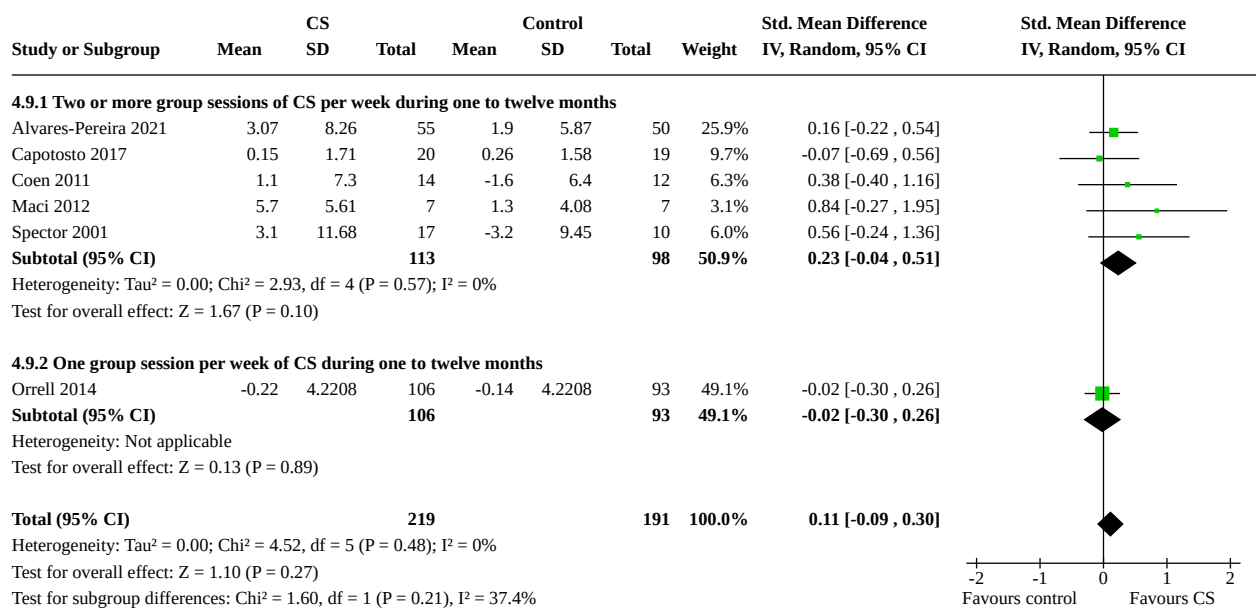 CS Control Std. Mean Difference Std. Mean Difference
Study or Subgroup Mean SD Total Mean SD Total Weight IV, Random, 95% CI IV, Random, 95% CI
4.9.1 Two or more group sessions of CS per week during one to twelve months
Alvares-Pereira 2021 3.07 8.26 55 1.9 5.87 50 25.9% 0.16 [-0.22 , 0.54]
Capotosto 2017 0.15 1.71 20 0.26 1.58 19 9.7% -0.07 [-0.69 , 0.56]
Coen 2011 1.1 7.3 14 -1.6 6.4 12 6.3% 0.38 [-0.40 , 1.16]
Maci 2012 5.7 5.61 7 1.3 4.08 7 3.1% 0.84 [-0.27 , 1.95]
Spector 2001 3.1 11.68 17 -3.2 9.45 10 6.0% 0.56 [-0.24 , 1.36]
Subtotal (95% CI) 113 98 50.9% 0.23 [-0.04 , 0.51]
Heterogeneity: Tau² = 0.00; Chi² = 2.93, df = 4 (P = 0.57); I² = 0%
Test for overall effect: Z = 1.67 (P = 0.10)
4.9.2 One group session per week of CS during one to twelve months
Orrell 2014 -0.22 4.2208 106 -0.14 4.2208 93 49.1% -0.02 [-0.30 , 0.26]
Subtotal (95% CI) 106 93 49.1% -0.02 [-0.30 , 0.26]
Heterogeneity: Not applicable
Test for overall effect: Z = 0.13 (P = 0.89)
Total (95% CI) 219 191 100.0% 0.11 [-0.09 , 0.30]
Heterogeneity: Tau² = 0.00; Chi² = 4.52, df = 5 (P = 0.48); I² = 0%
Test for overall effect: Z = 1.10 (P = 0.27)
Test for subgroup differences: Chi² = 1.60, df = 1 (P = 0.21), I² = 37.4%
-2 -1 0 1 2
Favours control Favours CS